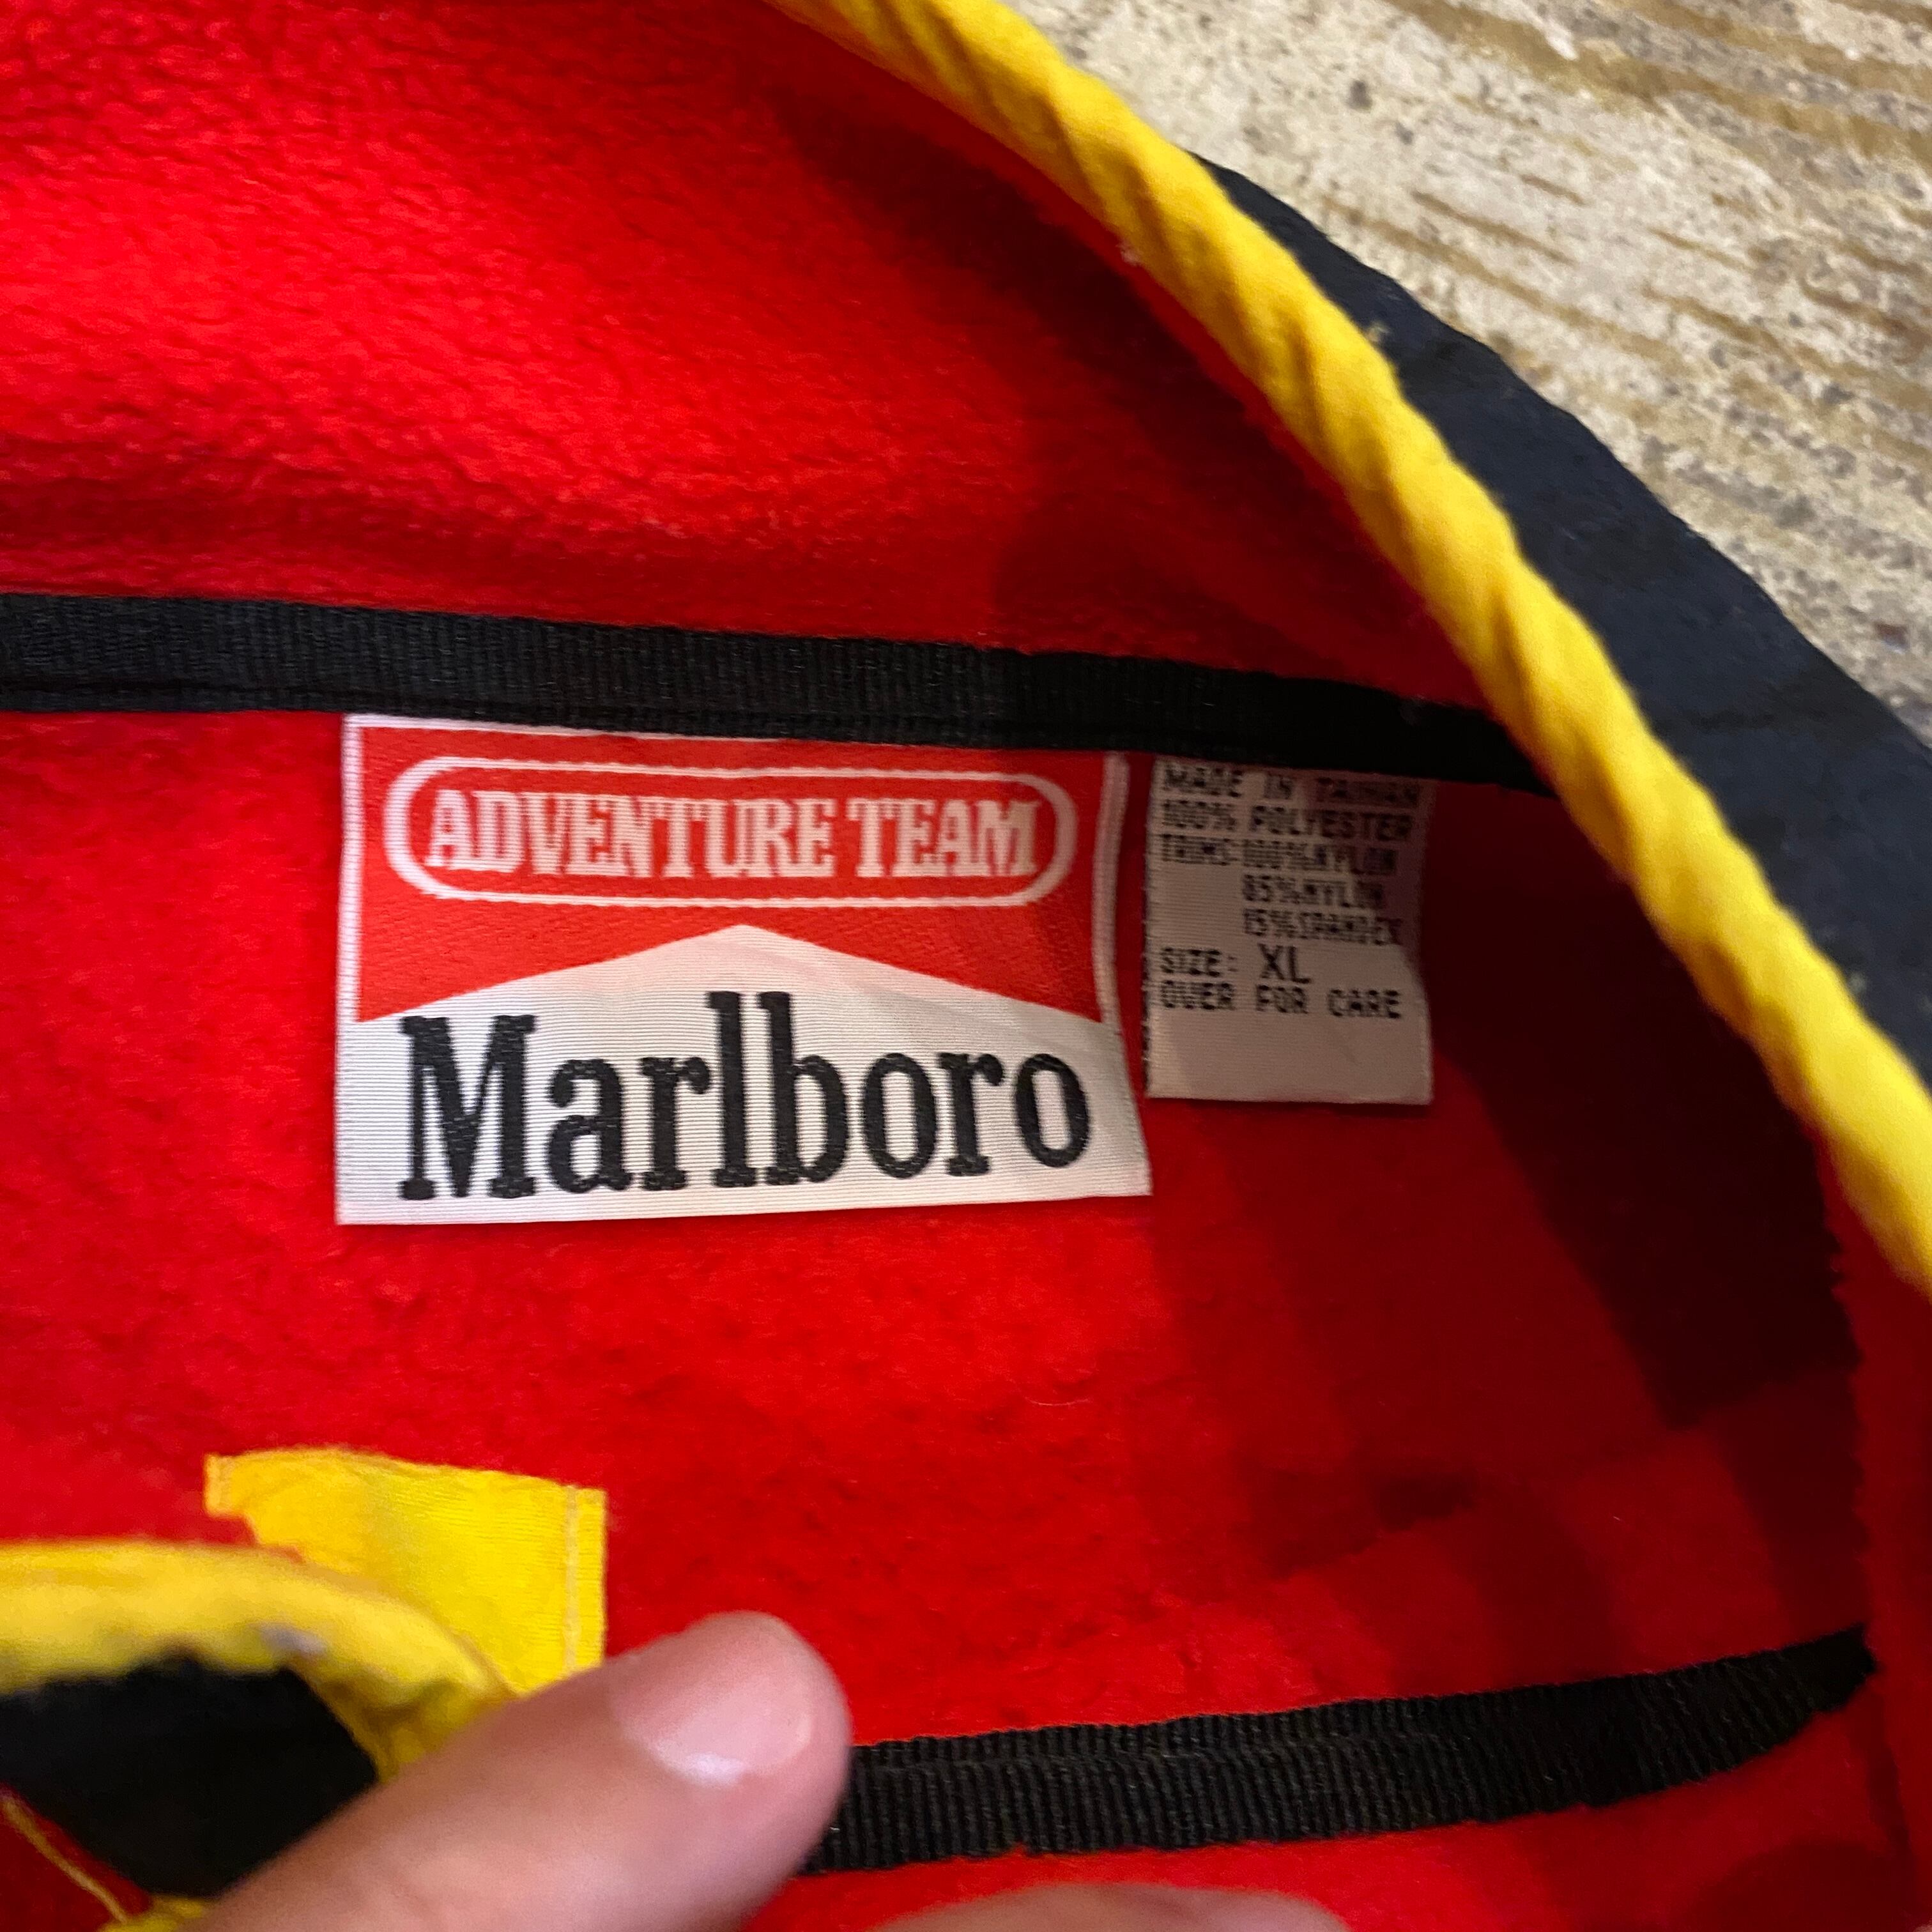 ADVENTURE TEAM
Marlboro
MADE IN TAIWAN
100% POLYESTER
TRIMS:100%NYLON
85%NYLON
15%SPANDEX
SIZE: XL
OVER FOR CARE